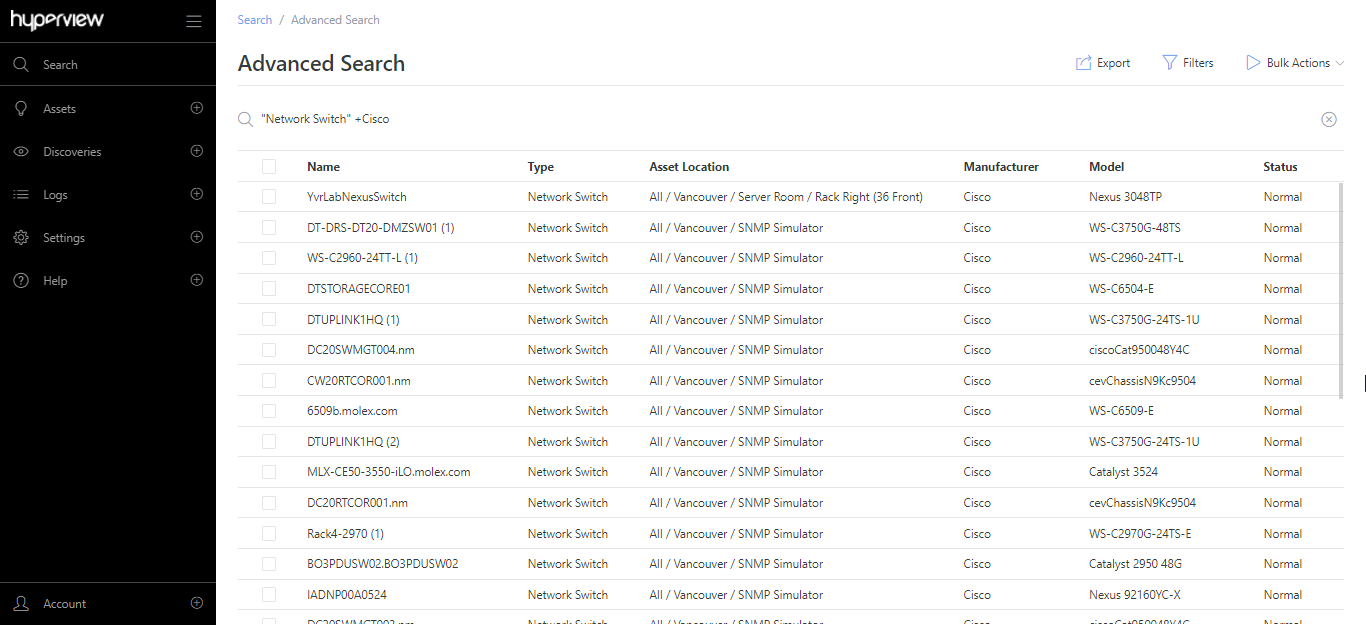 hyperview
Search / Advanced Search
Search
Advanced Search
Export
Filters
Bulk Actions
Assets
Discoveries
Logs
Settings
Help
Account
"Network Switch" +Cisco
Name Type Asset Location Manufacturer Model Status
YvrLabNexusSwitch Network Switch All / Vancouver / Server Room / Rack Right (36 Front) Cisco Nexus 3048TP Normal
DT-DRS-DT20-DMZSW01 (1) Network Switch All / Vancouver / SNMP Simulator Cisco WS-C3750G-48TS Normal
WS-C2960-24TT-L (1) Network Switch All / Vancouver / SNMP Simulator Cisco WS-C2960-24TT-L Normal
DTSTORAGECORE01 Network Switch All / Vancouver / SNMP Simulator Cisco WS-C6504-E Normal
DTUPLINK1HQ (1) Network Switch All / Vancouver / SNMP Simulator Cisco WS-C3750G-24TS-1U Normal
DC20SWMGT004.nm Network Switch All / Vancouver / SNMP Simulator Cisco ciscoCat950048Y4C Normal
CW20RTCOR001.nm Network Switch All / Vancouver / SNMP Simulator Cisco cevChassisN9Kc9504 Normal
6509b.molex.com Network Switch All / Vancouver / SNMP Simulator Cisco WS-C6509-E Normal
DTUPLINK1HQ (2) Network Switch All / Vancouver / SNMP Simulator Cisco WS-C3750G-24TS-1U Normal
MLX-CE50-3550-iLO.molex.com Network Switch All / Vancouver / SNMP Simulator Cisco Catalyst 3524 Normal
DC20RTCOR001.nm Network Switch All / Vancouver / SNMP Simulator Cisco cevChassisN9Kc9504 Normal
Rack4-2970 (1) Network Switch All / Vancouver / SNMP Simulator Cisco WS-C2970G-24TS-E Normal
BO3PDUSW02.BO3PDUSW02 Network Switch All / Vancouver / SNMP Simulator Cisco Catalyst 2950 48G Normal
IADNP00A0524 Network Switch All / Vancouver / SNMP Simulator Cisco Nexus 92160YC-X Normal